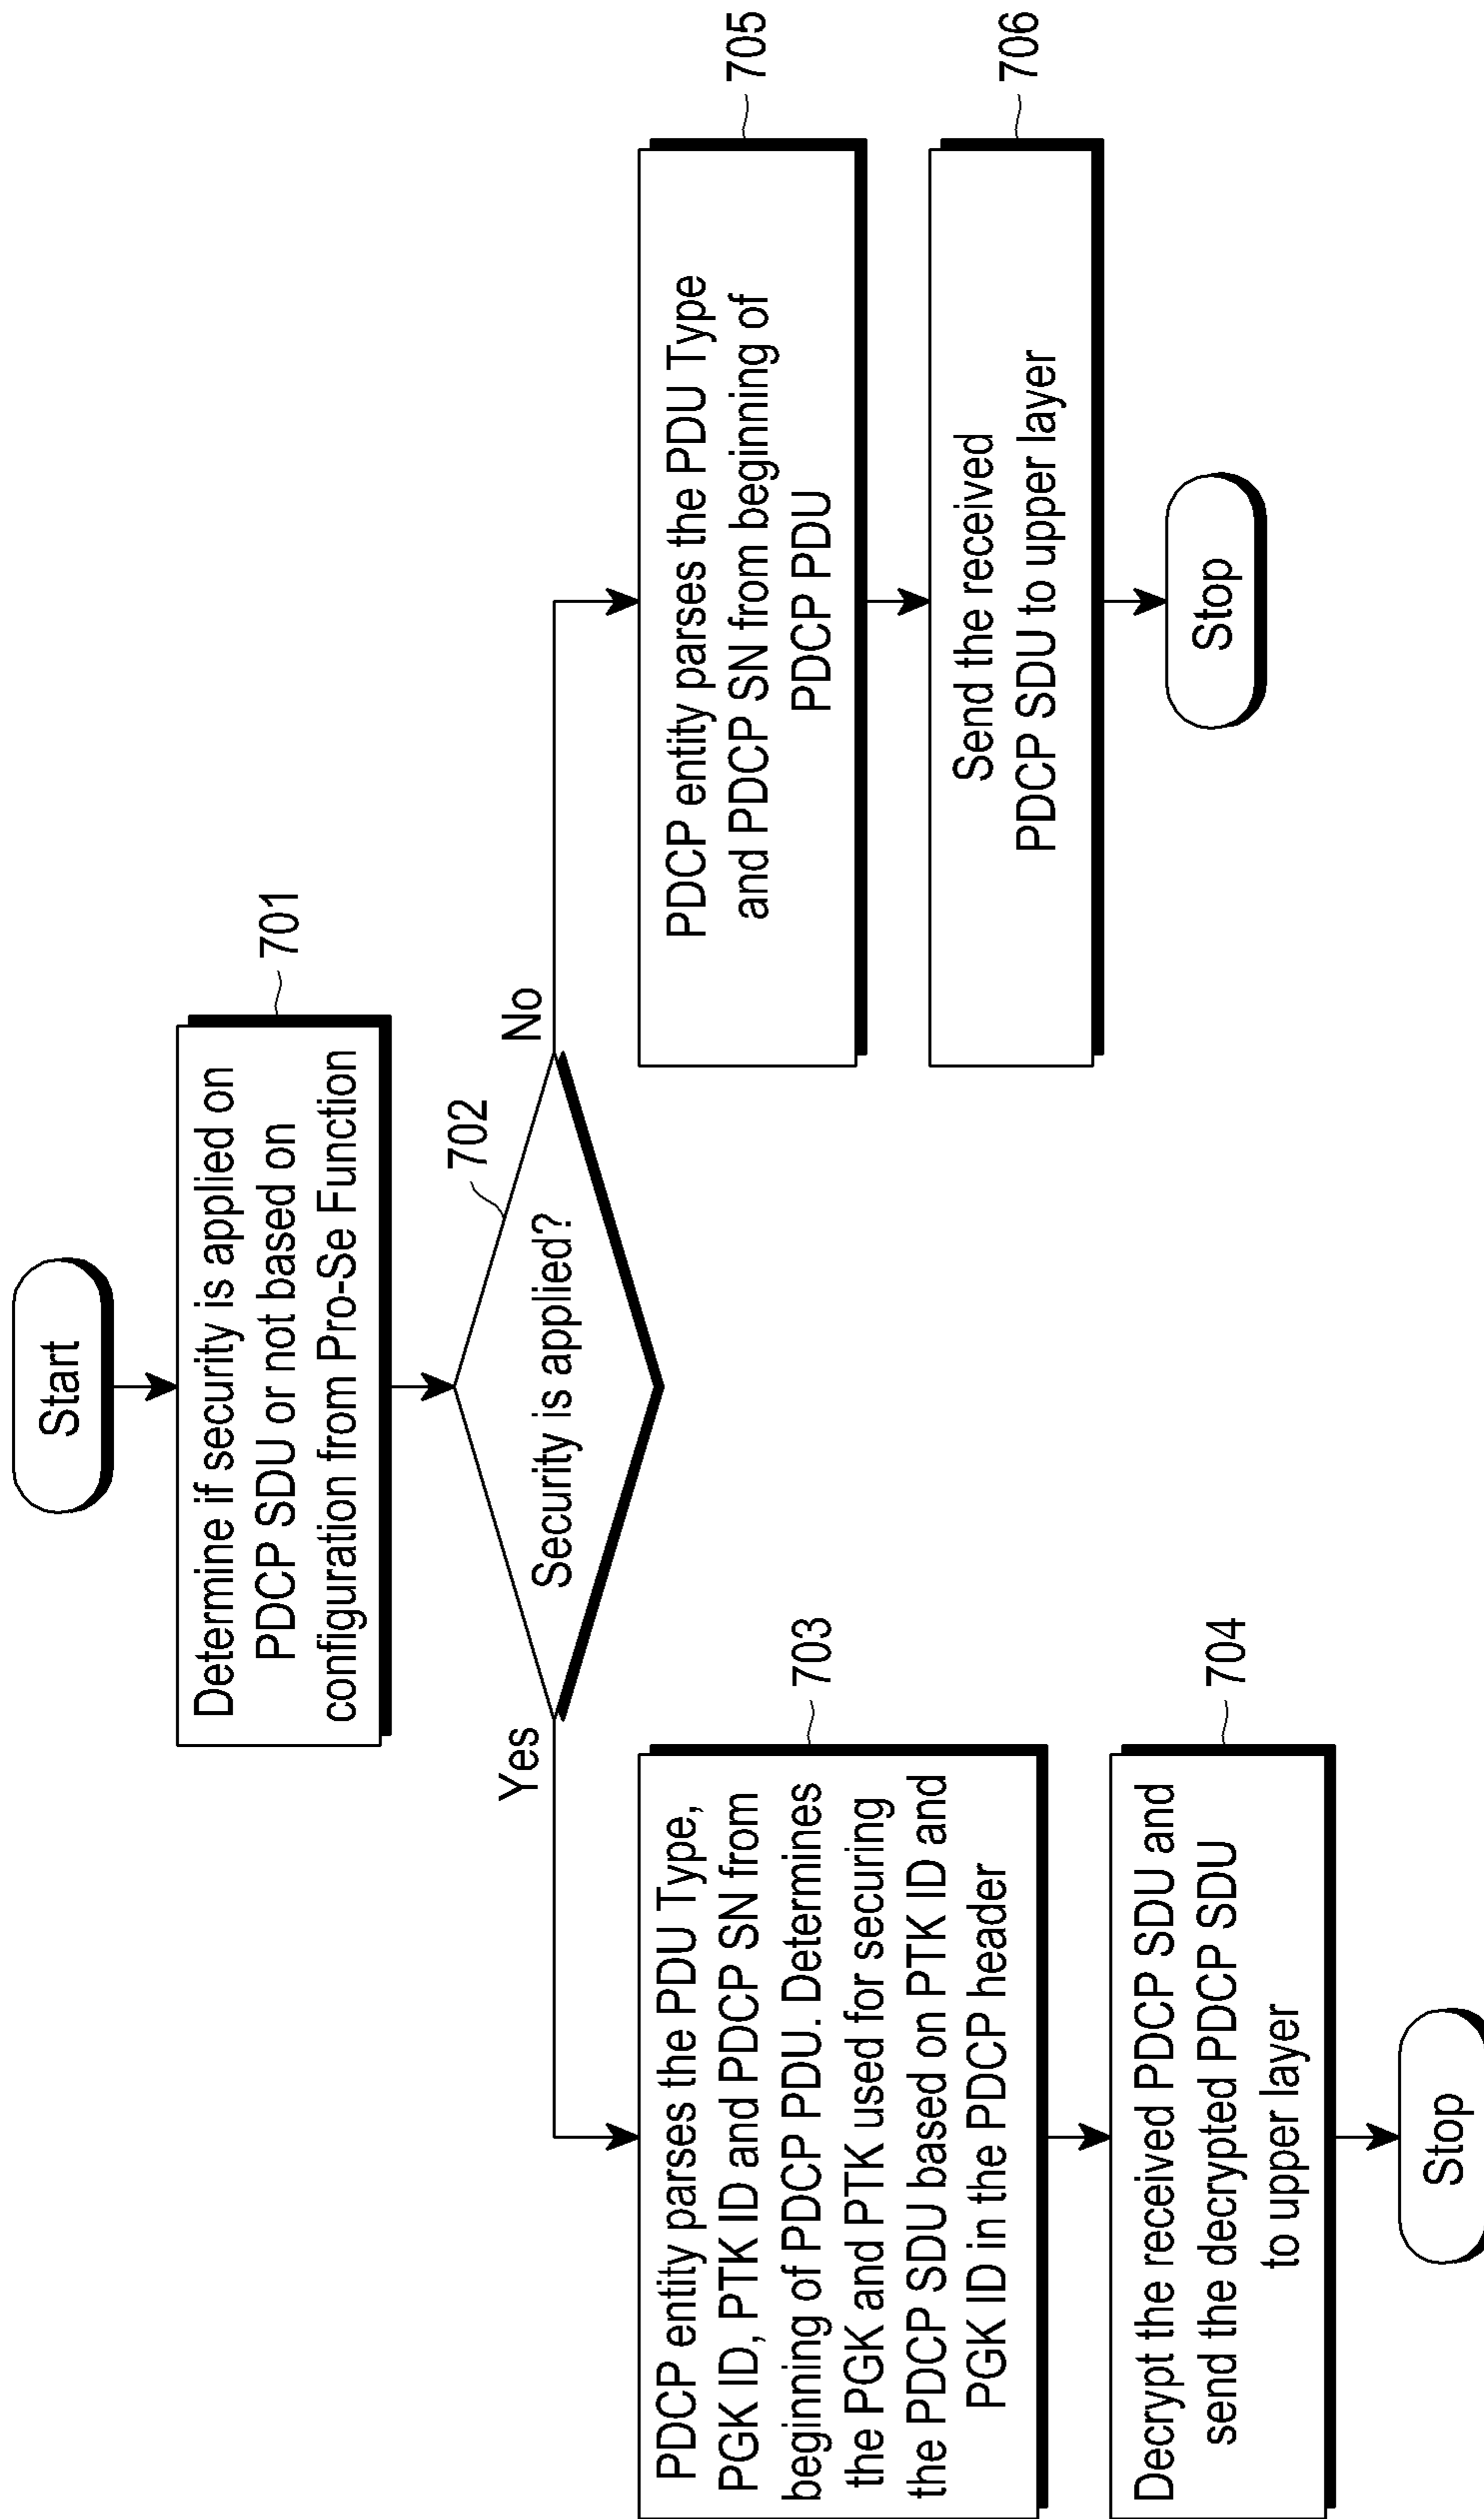 Start
Determine if security is applied on
PDCP SDU or not based on
configuration from Pro-Se Function
701
702
Security is applied?
Yes
No
PDCP entity parses the PDU Type,
PGK ID, PTK ID and PDCP SN from
beginning of PDCP PDU. Determines
the PGK and PTK used for securing
the PDCP SDU based on PTK ID and
PGK ID in the PDCP header
703
Decrypt the received PDCP SDU and
send the decrypted PDCP SDU
to upper layer
704
Stop
PDCP entity parses the PDU Type
and PDCP SN from beginning of
PDCP PDU
705
Send the received
PDCP SDU to upper layer
706
Stop